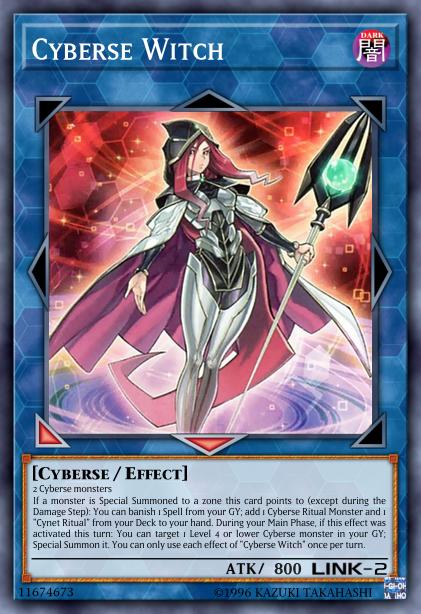 Cyberse Witch
DARK
闇
[Cyberse / Effect]
2 Cyberse monsters
If a monster is Special Summoned to a zone this card points to (except during the
Damage Step): You can banish 1 Spell from your GY; add 1 Cyberse Ritual Monster and 1
"Cynet Ritual" from your Deck to your hand. During your Main Phase, if this effect was
activated this turn: You can target 1 Level 4 or lower Cyberse monster in your GY;
Special Summon it. You can only use each effect of "Cyberse Witch" once per turn.
ATK/ 800 LINK-2
11674673 ©1996 KAZUKI TAKAHASHI